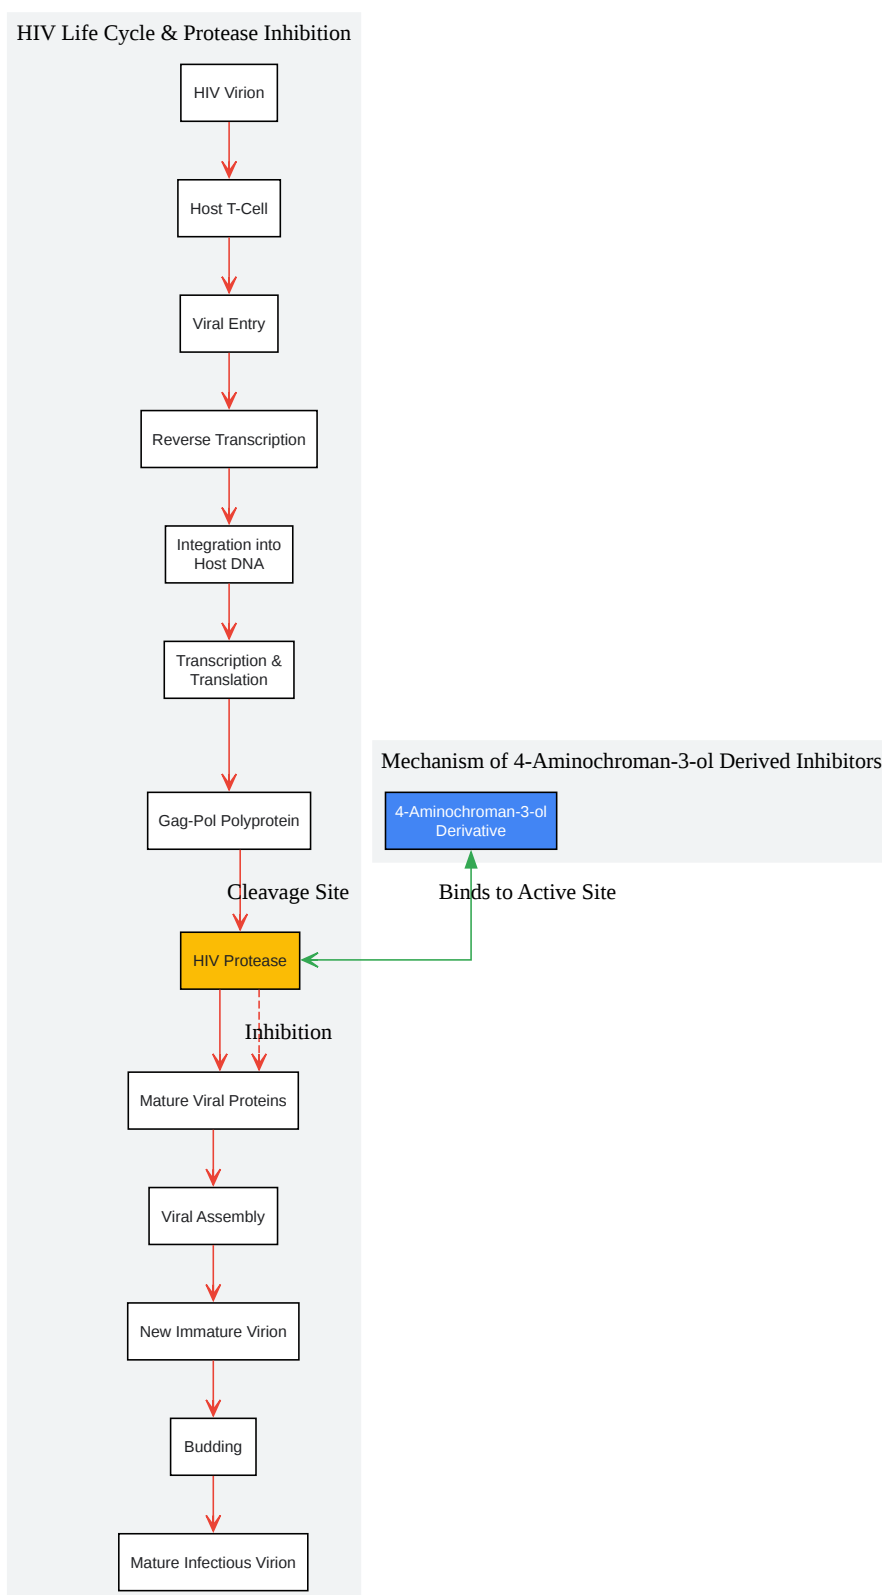 HIV Life Cycle & Protease Inhibition
HIV Virion
Host T-Cell
Viral Entry
Reverse Transcription
Integration into
Host DNA
Transcription &
Translation
Mechanism of 4-Aminochroman-3-ol Derived Inhibitors
Gag-Pol Polyprotein
4-Aminochroman-3-ol
Derivative
Cleavage Site
Binds to Active Site
HIV Protease
Inhibition
Mature Viral Proteins
Viral Assembly
New Immature Virion
Budding
Mature Infectious Virion